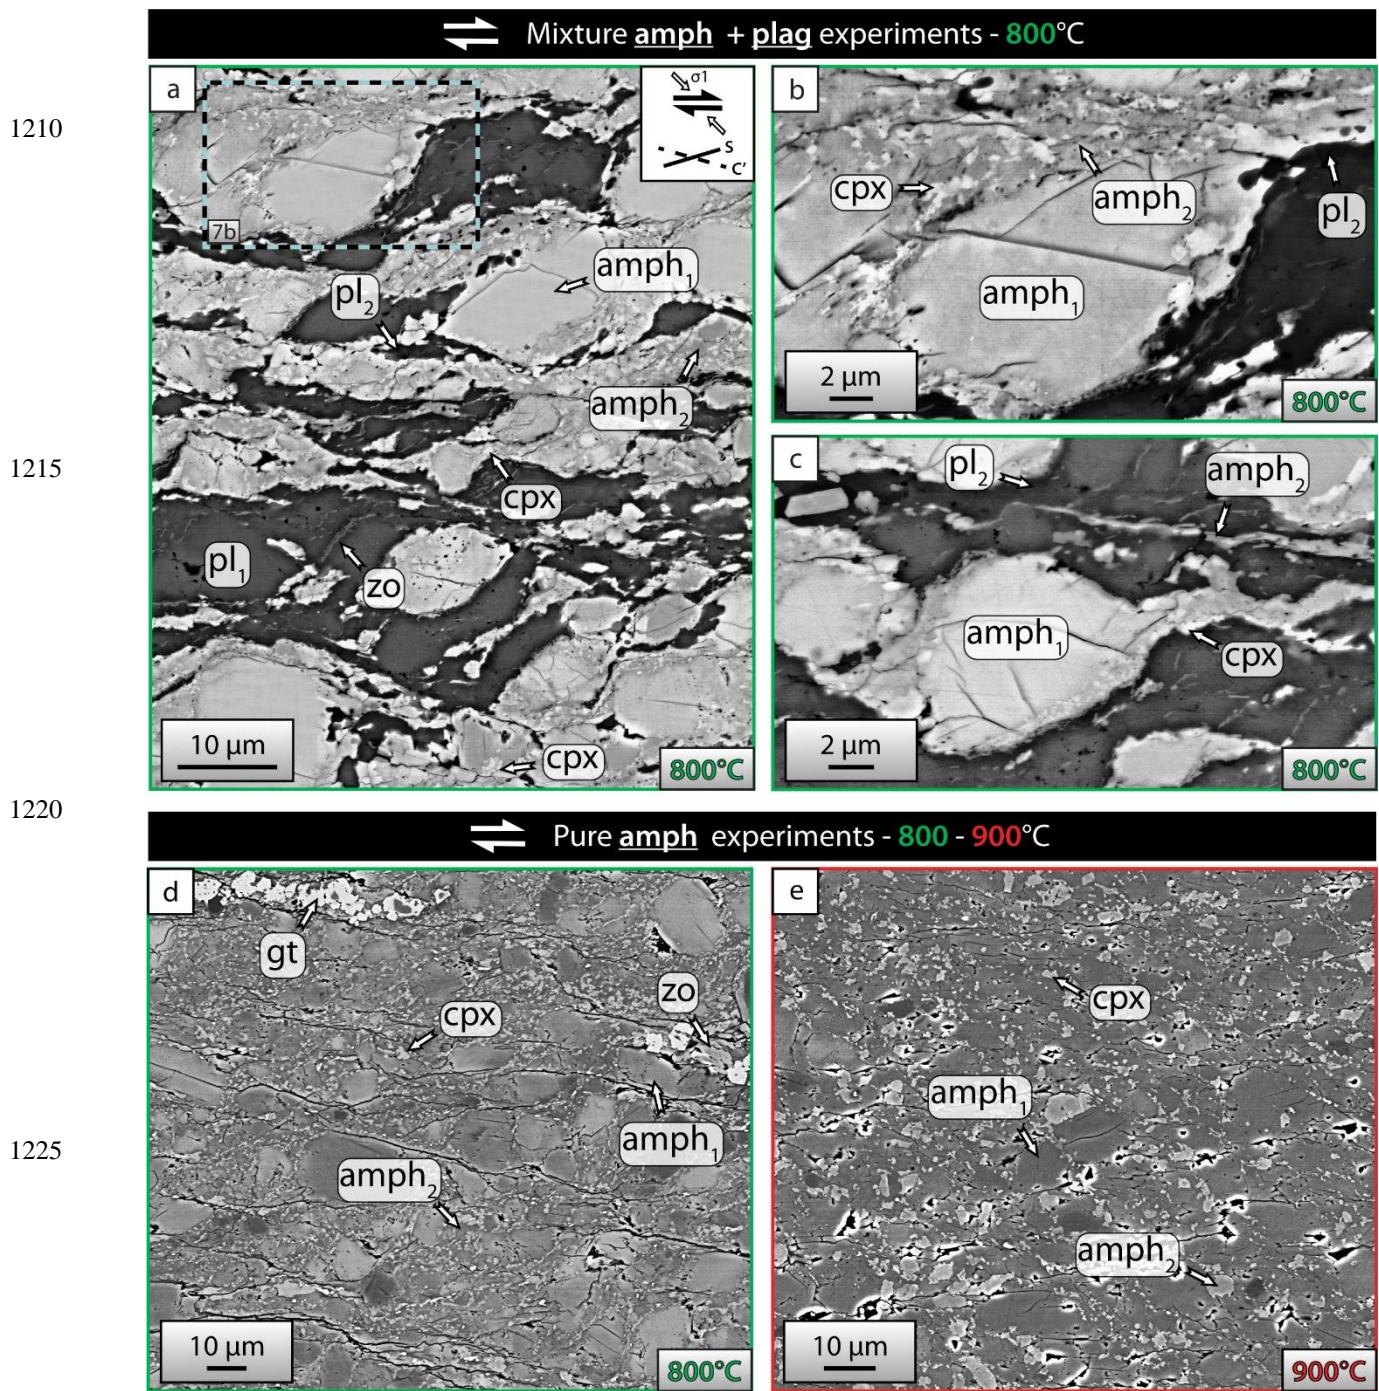 Mixture amph + plag experiments - 800°C
a
σ1
s
c'
7b
amph1
pl2
amph2
cpx
pl1
zo
cpx
10 µm
800°C
b
cpx
amph2
pl2
amph1
2 µm
800°C
c
pl2
amph2
amph1
cpx
2 µm
800°C
1210
1215
1220
Pure amph experiments - 800 - 900°C
d
gt
zo
cpx
amph1
amph2
10 µm
800°C
e
cpx
amph1
amph2
10 µm
900°C
1225